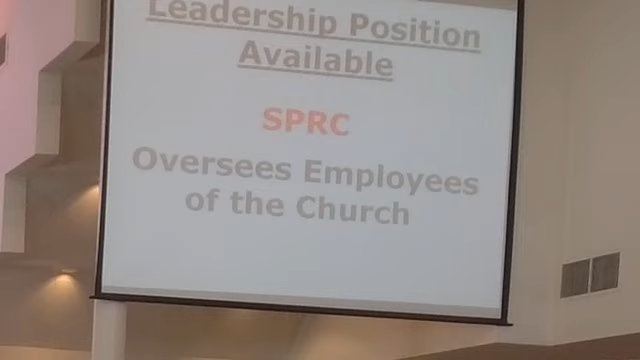 Leadership Position
Available
SPRC
Oversees Employees
of the Church